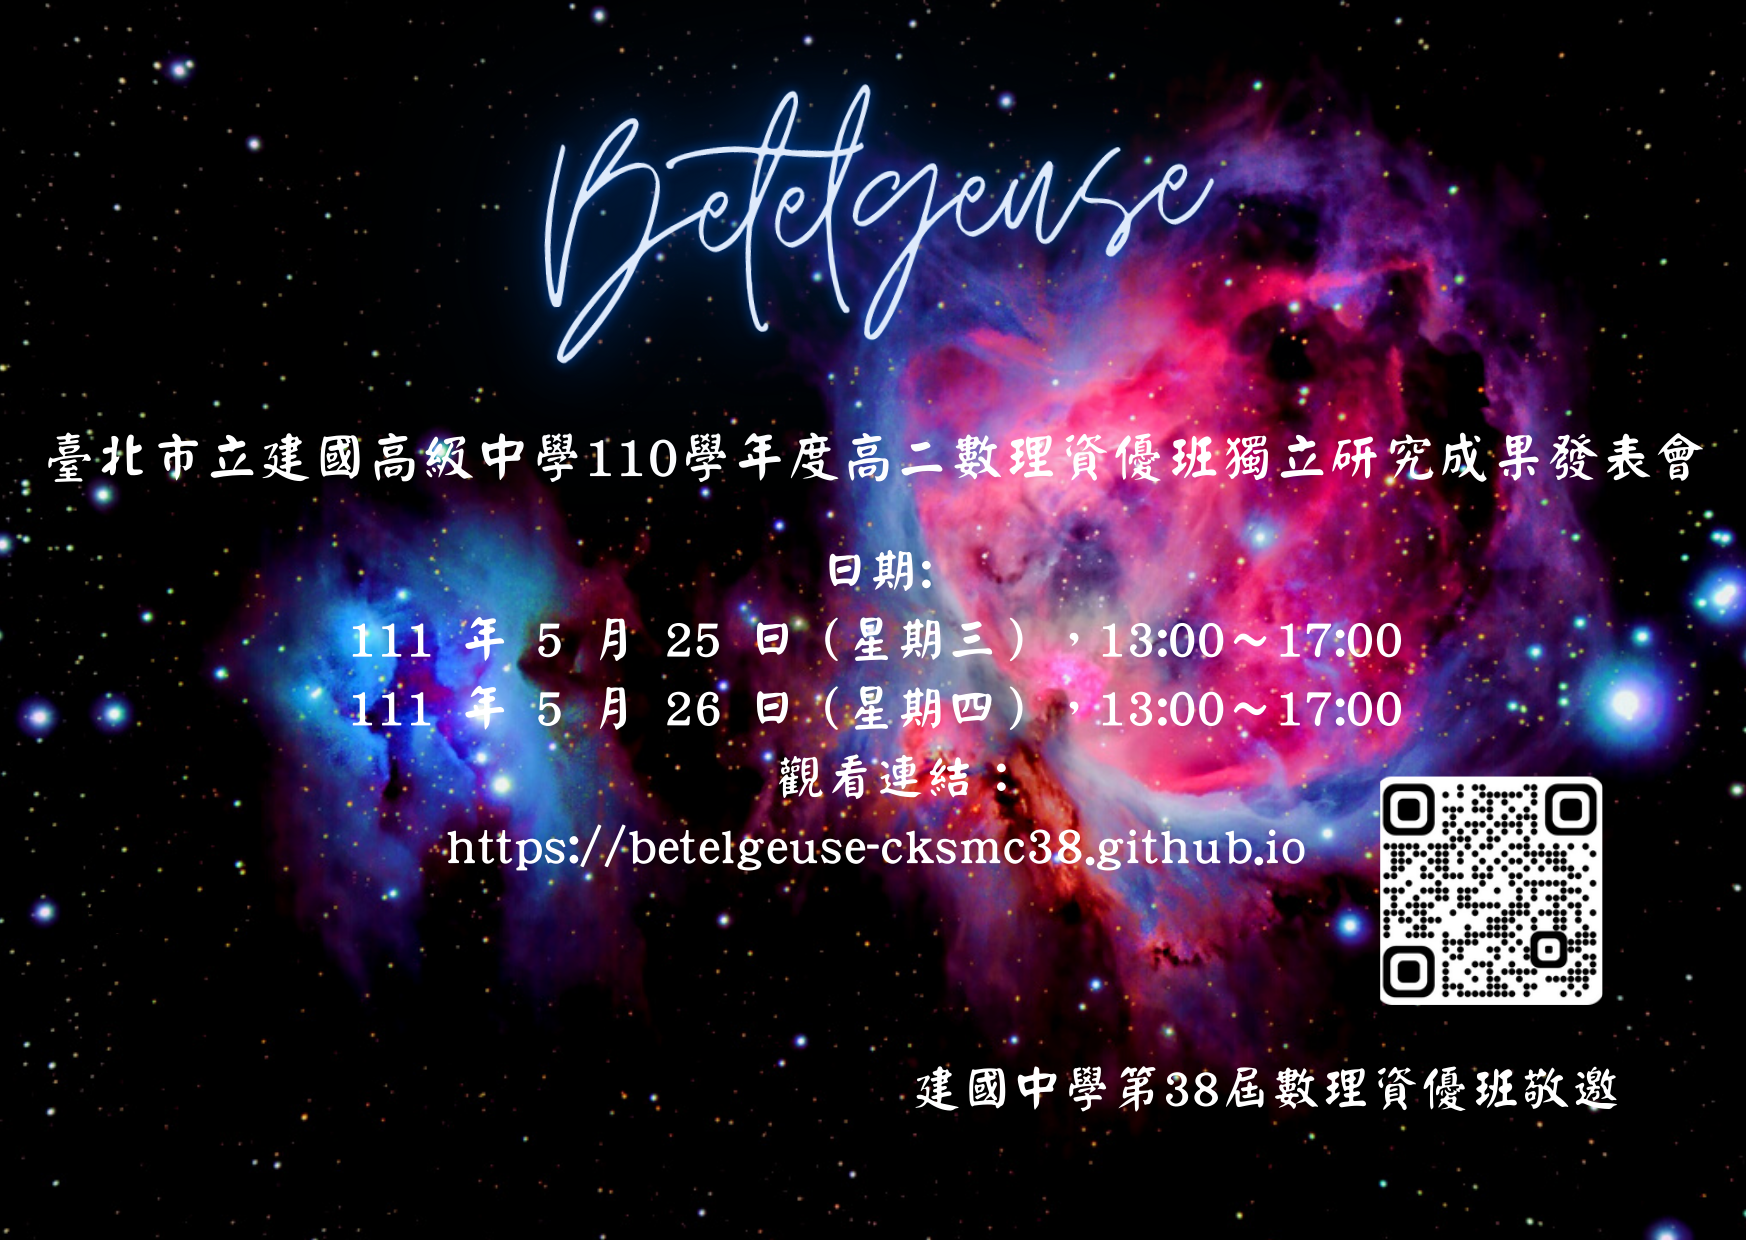 Betelgeuse
臺北市立建國高級中學110學年度高二數理資優班獨立研究成果發表會
日期:
111 年 5 月 25 日（星期三），13:00～17:00
111 年 5 月 26 日（星期四），13:00～17:00
觀看連結：
https://betelgeuse-cksmc38.github.io
建國中學第38屆數理資優班敬邀